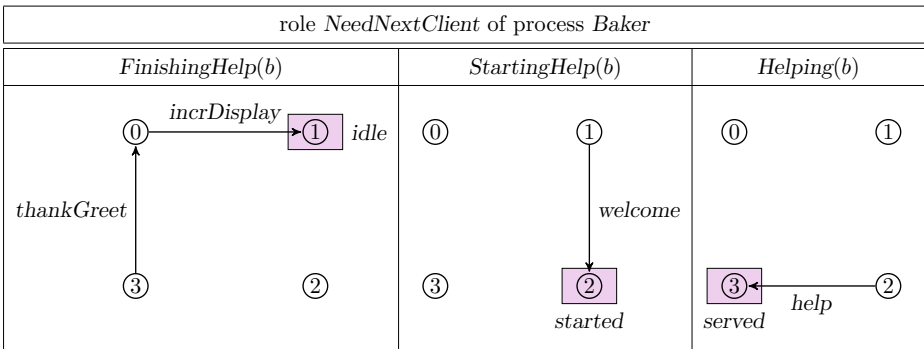 role NeedNextClient of process Baker
FinishingHelp(b) StartingHelp(b) Helping(b)
incrDisplay
0 1 idle 0 1 0 1
thankGreet welcome
3 2 3 2 3 2
help
started served